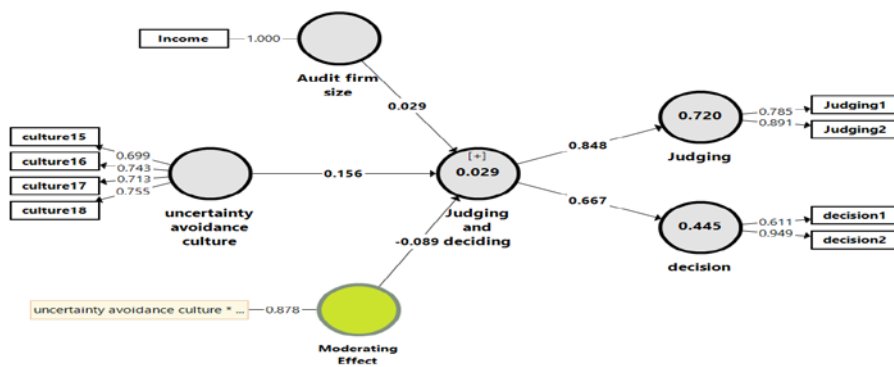 Income
1.000
Audit firm
size
0.029
culture15
culture16
culture17
culture18
0.699
0.743
0.713
0.755
uncertainty
avoidance
culture
0.156
[+]
0.029
Judging
and
deciding
-0.089
uncertainty avoidance culture * ...
0.878
Moderating
Effect
0.848
0.720
Judging
0.785
0.891
Judging1
Judging2
0.667
0.445
decision
0.611
0.949
decision1
decision2